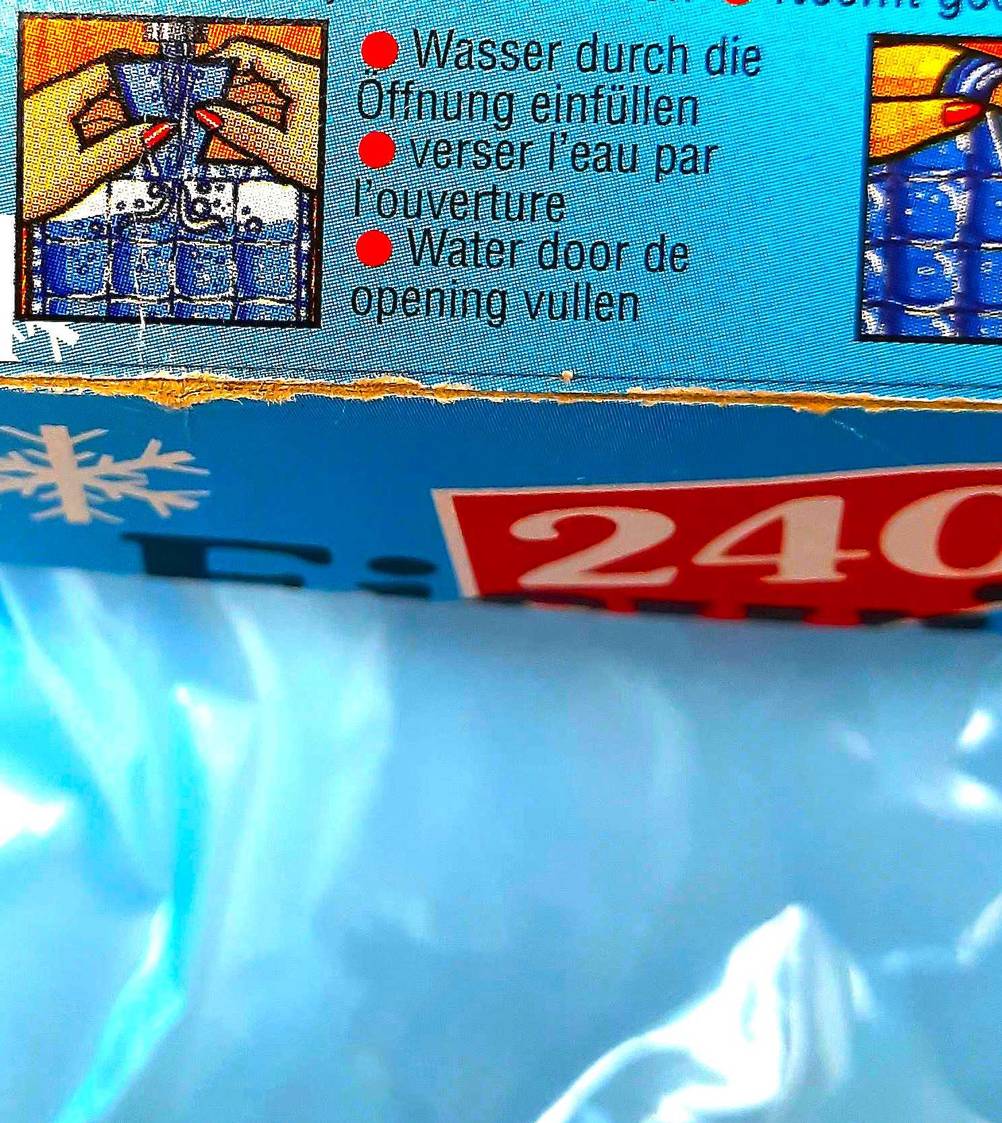 ● Wasser durch die
Öffnung einfüllen
● verser l'eau par
l'ouverture
● Water door de
opening vullen
240